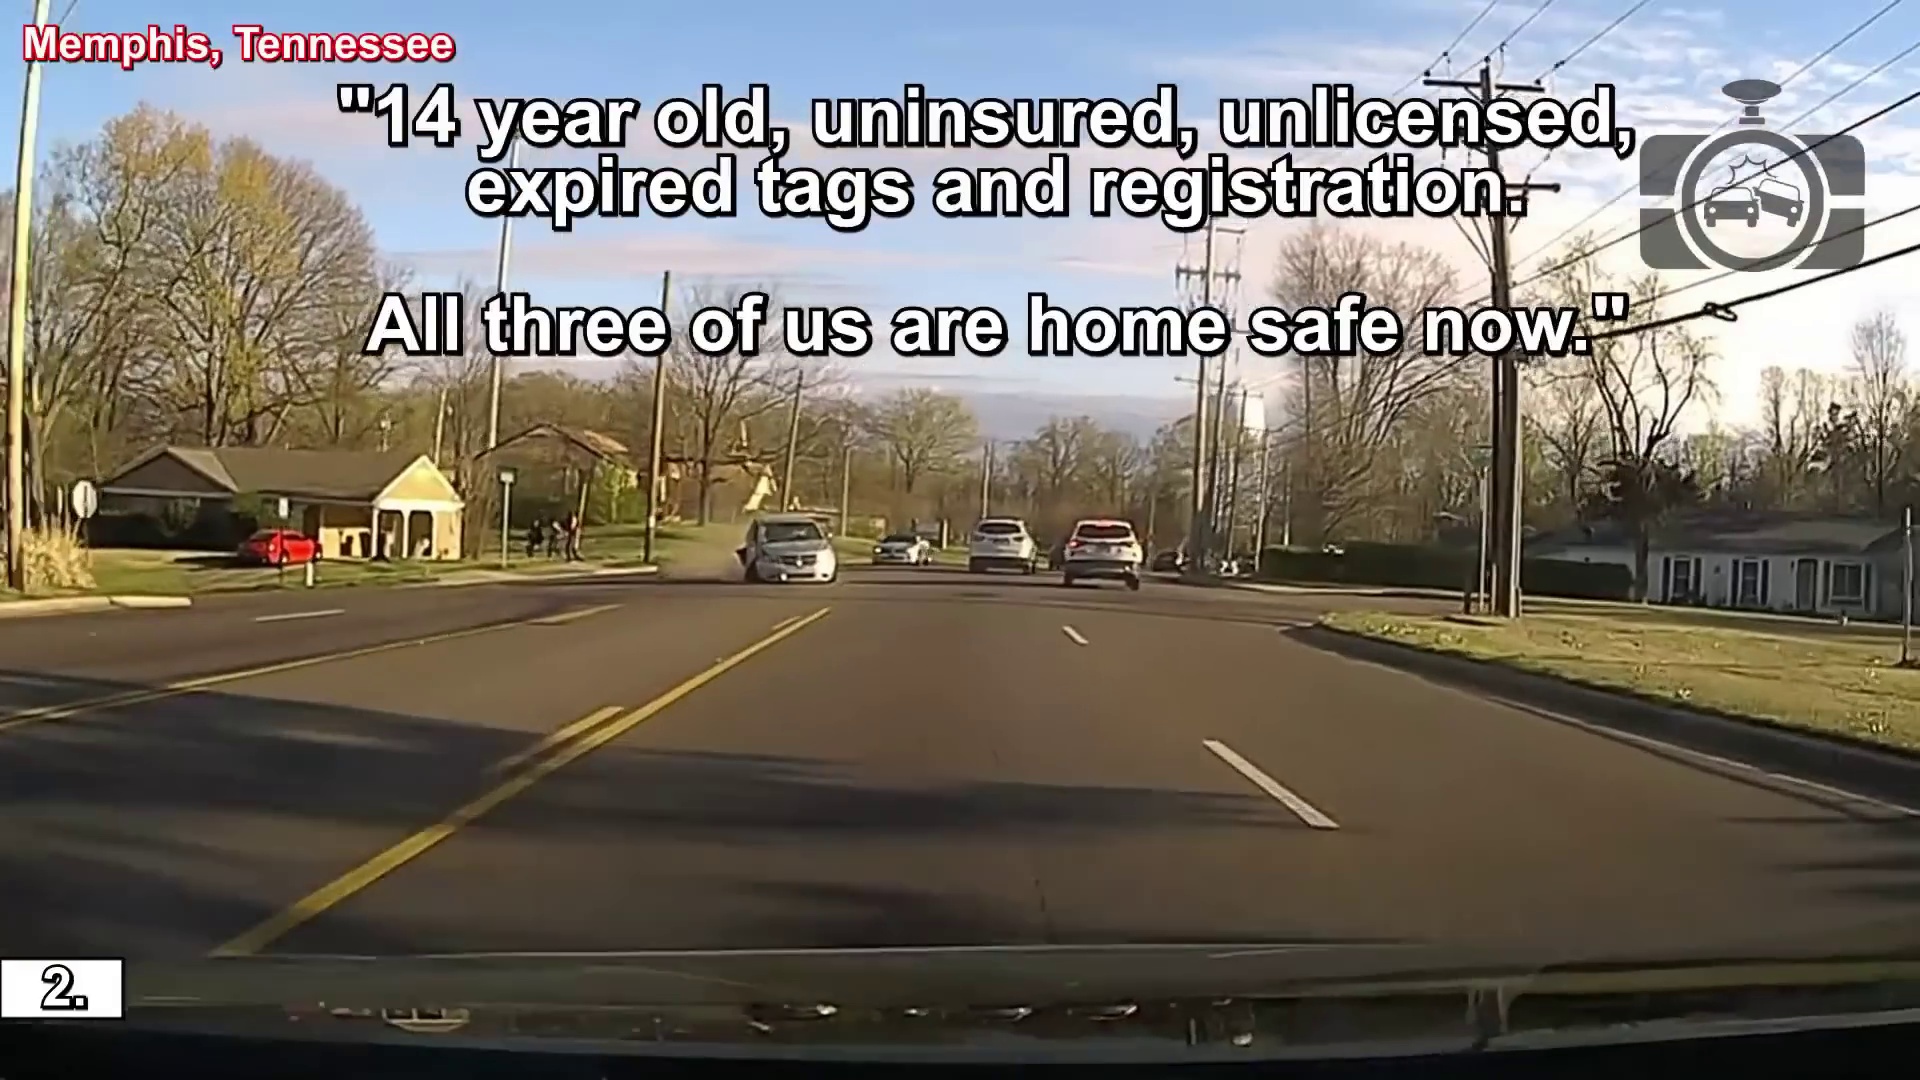 Memphis, Tennessee
"14 year old, uninsured, unlicensed,
expired tags and registration.
All three of us are home safe now."
2.